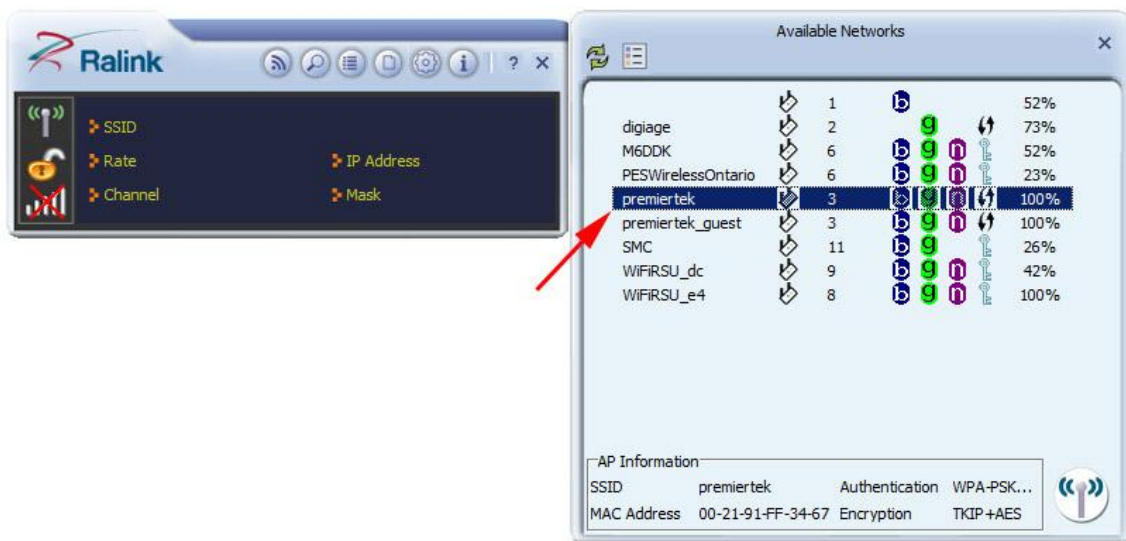 Ralink
? ×
SSID
Rate
IP Address
Channel
Mask
Available Networks
×
1 b 52%
digiage 2 g 73%
M6DDK 6 b g n 52%
PESWirelessOntario 6 b g n 23%
premiertek 3 b g n 100%
premiertek_guest 3 b g n 100%
SMC 11 b g 26%
WiFiRSU_dc 9 b g n 42%
WiFiRSU_e4 8 b g n 100%
AP Information
SSID premiertek Authentication WPA-PSK...
MAC Address 00-21-91-FF-34-67 Encryption TKIP+AES